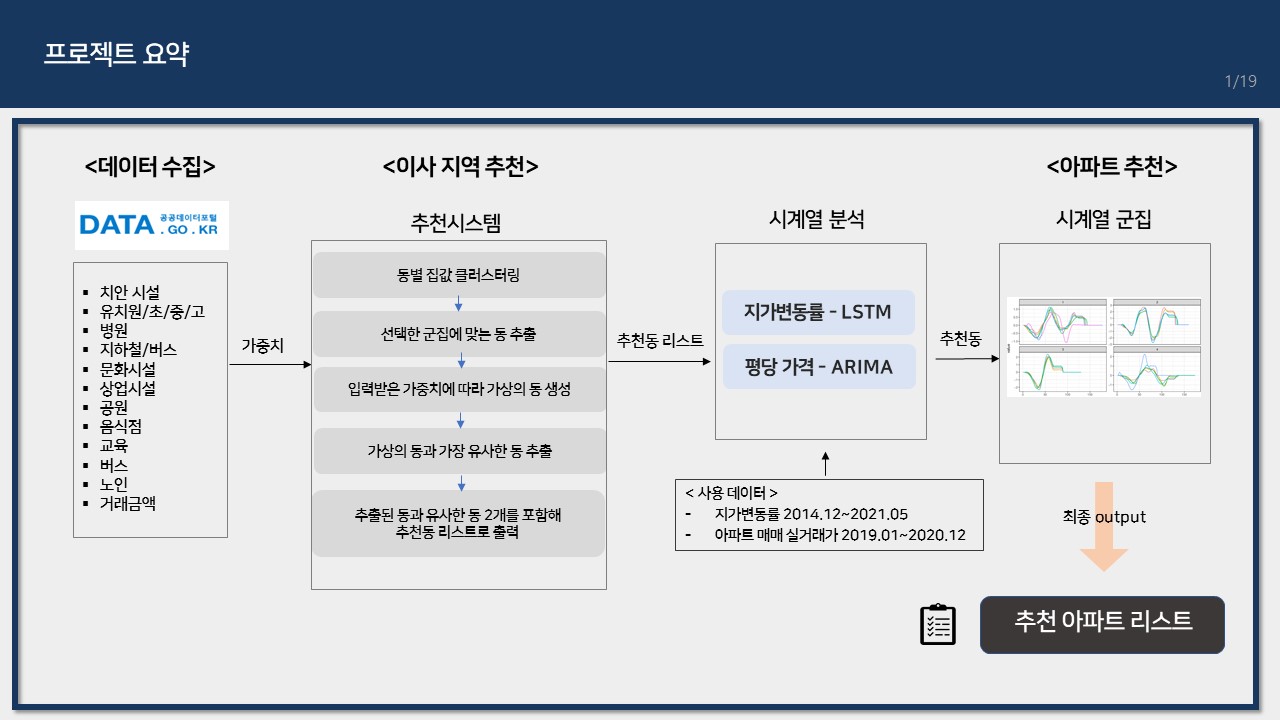 프로젝트 요약
1/19
<데이터 수집>
DATA 공공데이터포털
. GO . KR
▪ 치안 시설
▪ 유치원/초/중/고
▪ 병원
▪ 지하철/버스
▪ 문화시설
▪ 상업시설
▪ 공원
▪ 음식점
▪ 교육
▪ 버스
▪ 노인
▪ 거래금액
가중치
<이사 지역 추천>
추천시스템
동별 집값 클러스터링
선택한 군집에 맞는 동 추출
입력받은 가중치에 따라 가상의 동 생성
가상의 동과 가장 유사한 동 추출
추출된 동과 유사한 동 2개를 포함해
추천동 리스트로 출력
추천동 리스트
시계열 분석
지가변동률 - LSTM
평당 가격 - ARIMA
< 사용 데이터 >
- 지가변동률 2014.12~2021.05
- 아파트 매매 실거래가 2019.01~2020.12
추천동
<아파트 추천>
시계열 군집
최종 output
추천 아파트 리스트